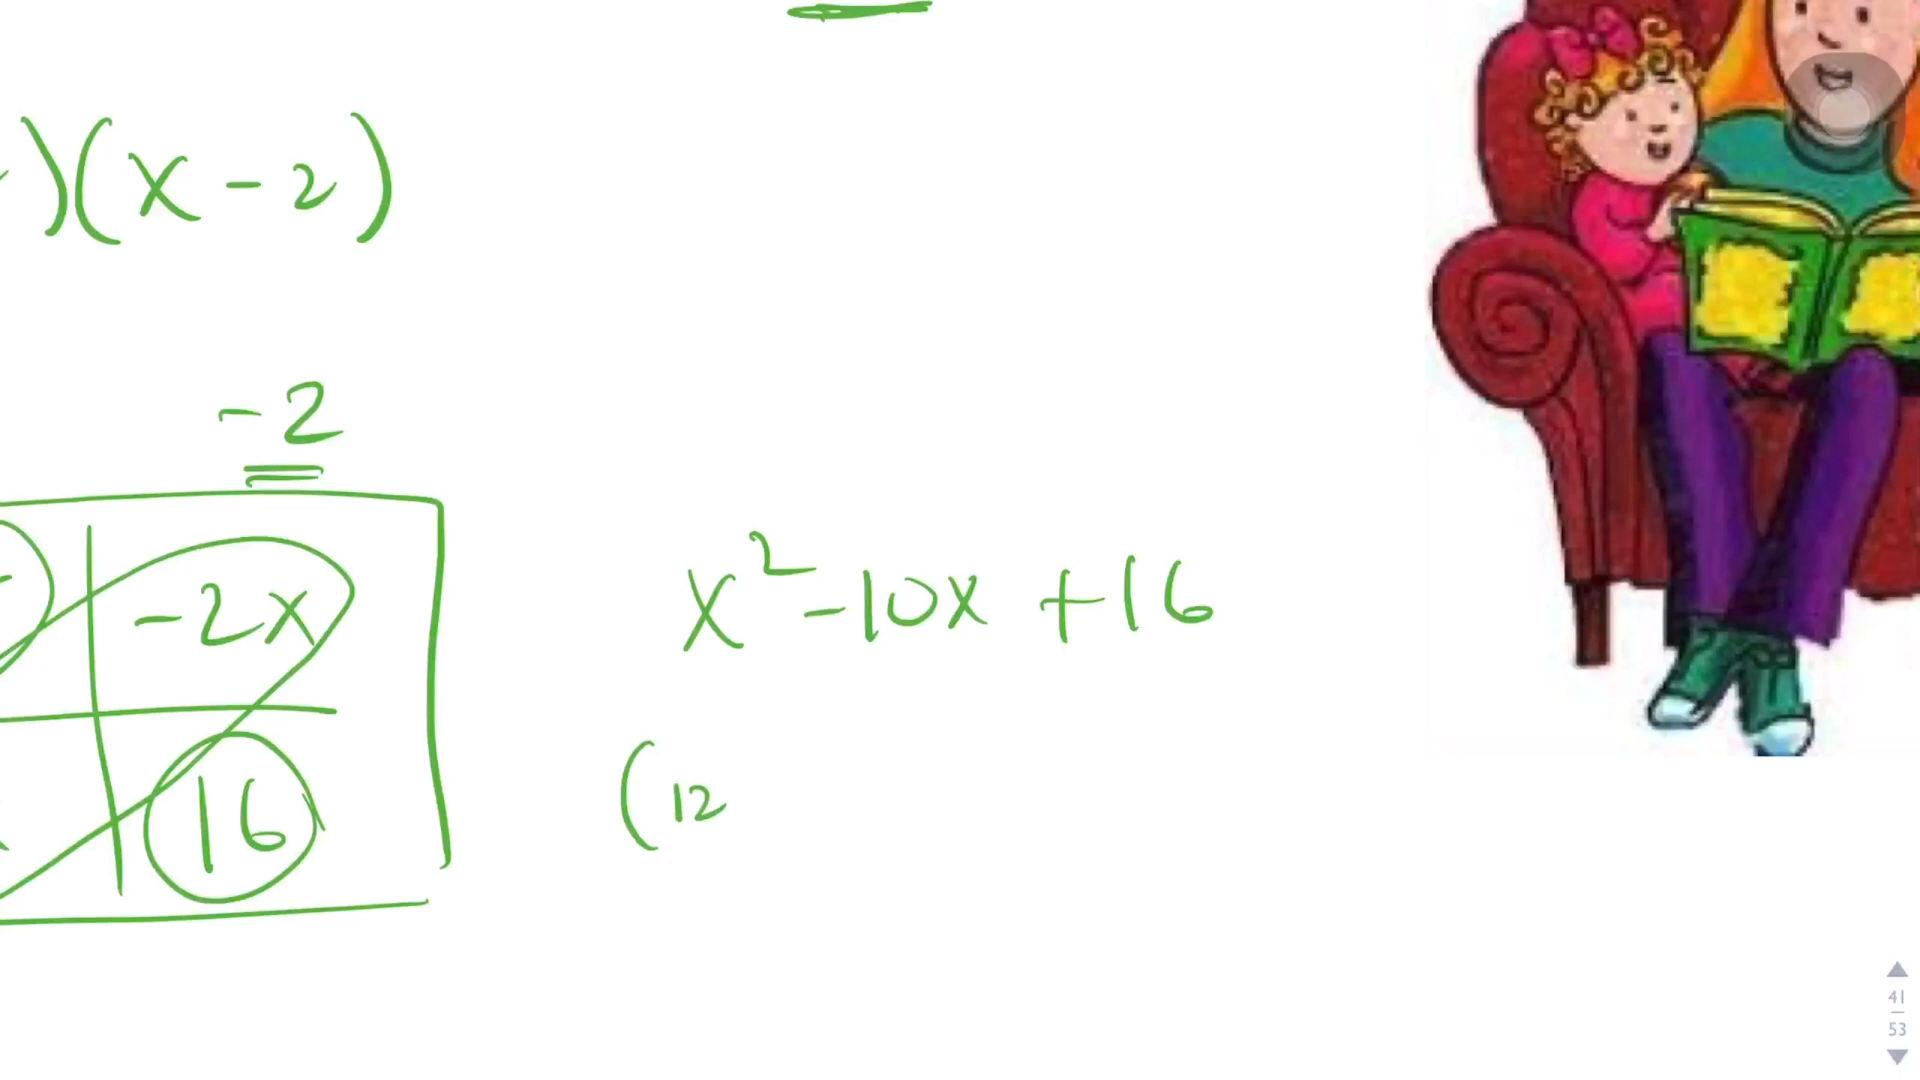 )(x - 2)
-2
-2x
x² - 10x + 16
16
(12
41
53